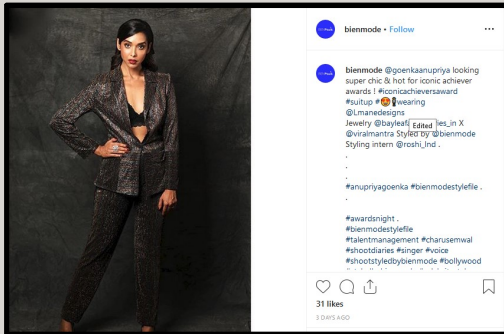 bienmode • Follow
bienmode @goenkaanupriya looking
super chic & hot for iconic achiever
awards ! #iconicachieversaward
#suitup #😍🕴wearing
@Lmanedesigns
Jewelry @bayleaf
Edited
@viralmantra Styled by @bienmode
Styling intern @roshi_lnd .
.
.
.
#anupriyagoenka #bienmodestylefile .
.
#awardsnight .
#bienmodestylefile
#talentmanagement #charusemwal
#shootdiaries #singer #voice
#shootstyledbybienmode #bollywood
31 likes
3 DAYS AGO